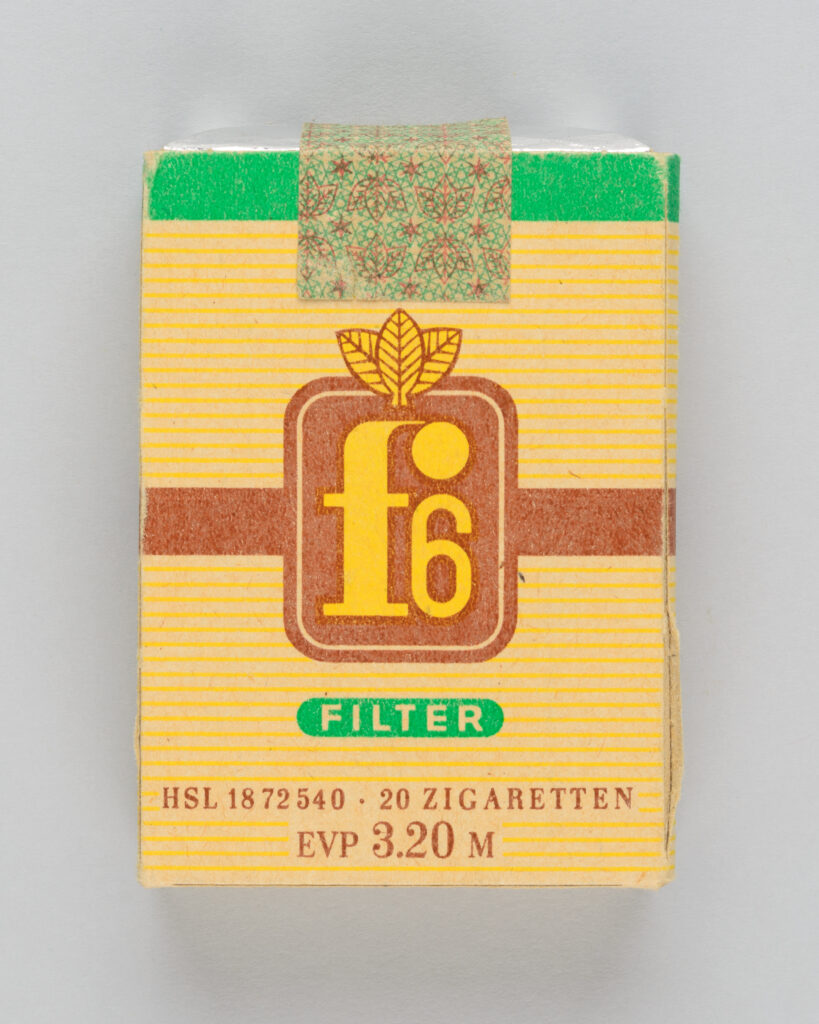 f6
FILTER
HSL 1872540 · 20 ZIGARETTEN
EVP 3.20 M